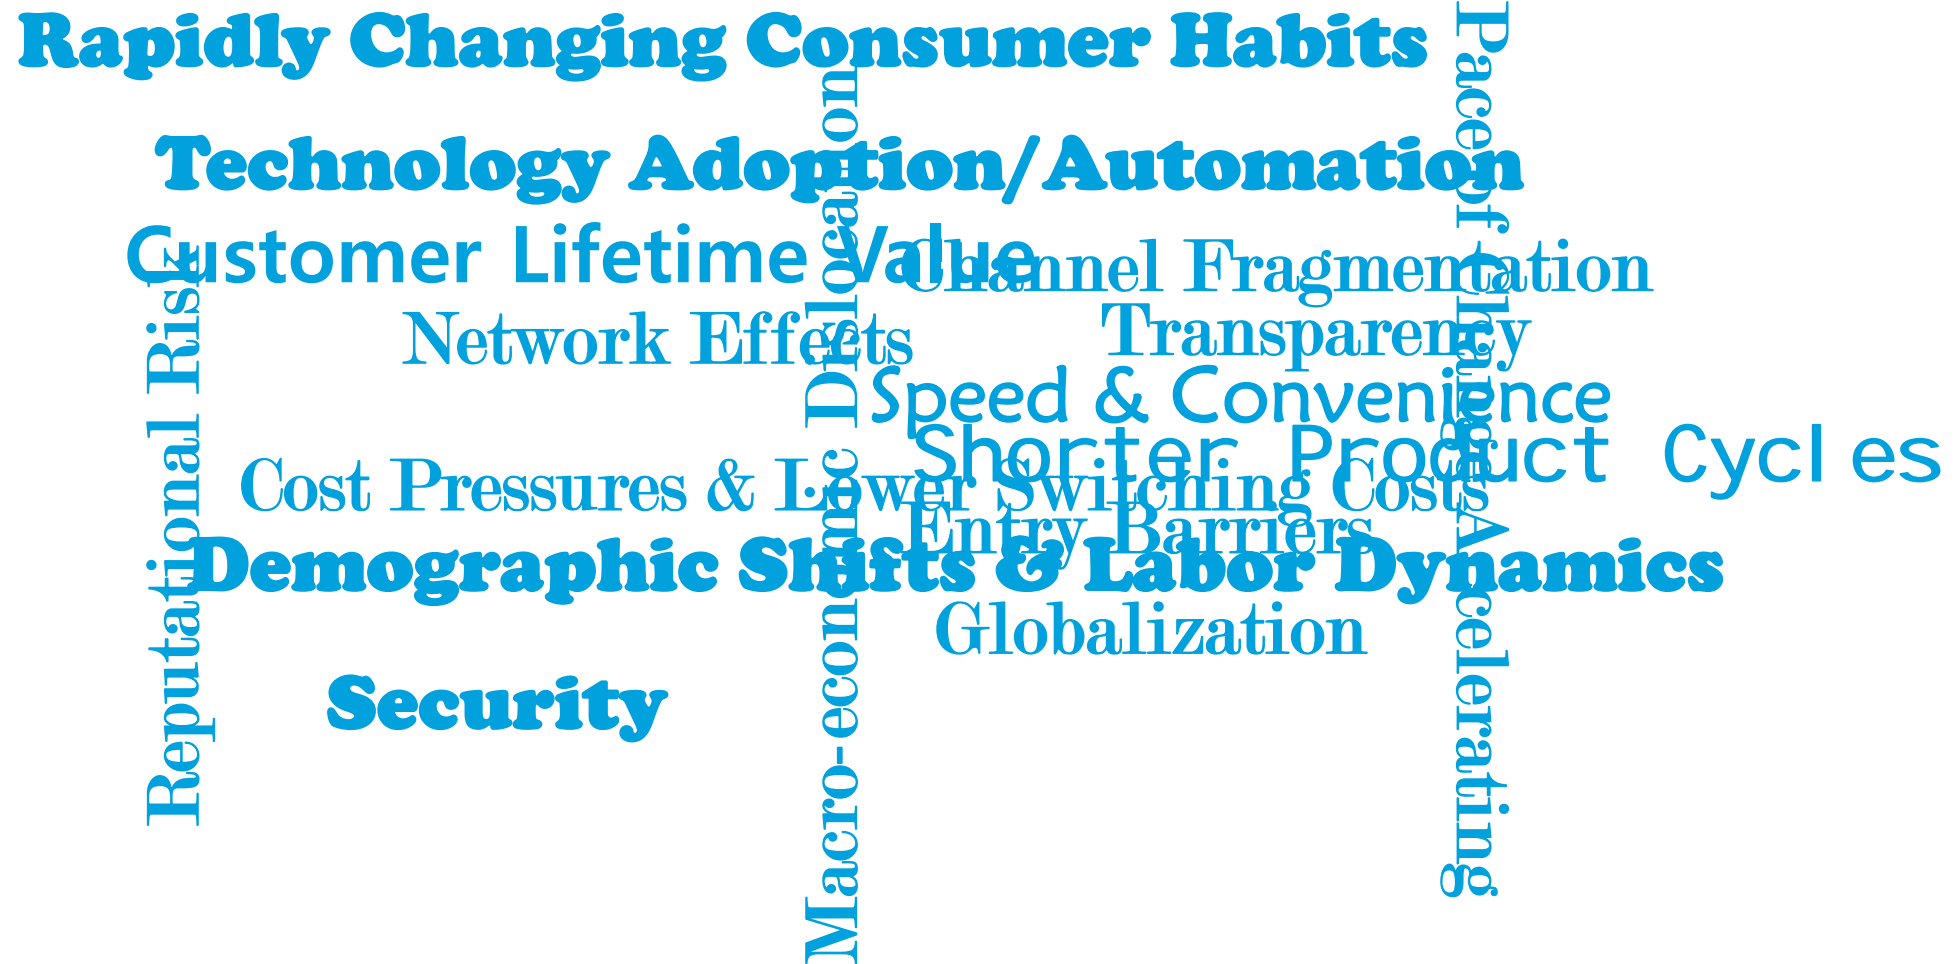 Rapidly Changing Consumer Habits
Pace of Change Accelerating
Macro-economic Dislocation
Technology Adoption/Automation
Customer Lifetime Value
Channel Fragmentation
Reputational Risk
Network Effects
Transparency
Speed & Convenience
Shorter Product Cycles
Cost Pressures & Lower Switching Costs
Entry Barriers
Demographic Shifts & Labor Dynamics
Globalization
Security